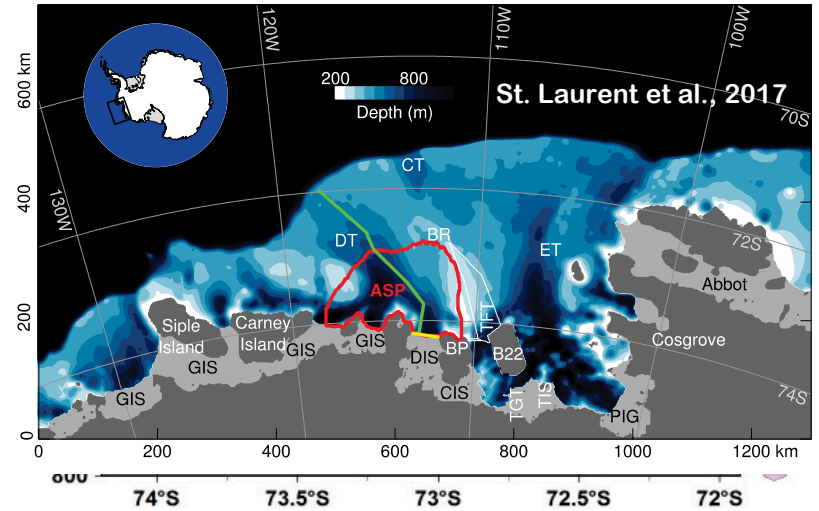 120W
110W
100W
600 km
200 800
Depth (m)
St. Laurent et al., 2017
70S
CT
400
130W
DT
BR
ET
72S
ASP
Abbot
200
Siple
Island
Carney
Island
TFT
GIS
GIS
GIS
DIS
BP
B22
Cosgrove
GIS
CIS
TGT
TIS
74S
PIG
0
0 200 400 600 800 1000 1200 km
800
74°S 73.5°S 73°S 72.5°S 72°S